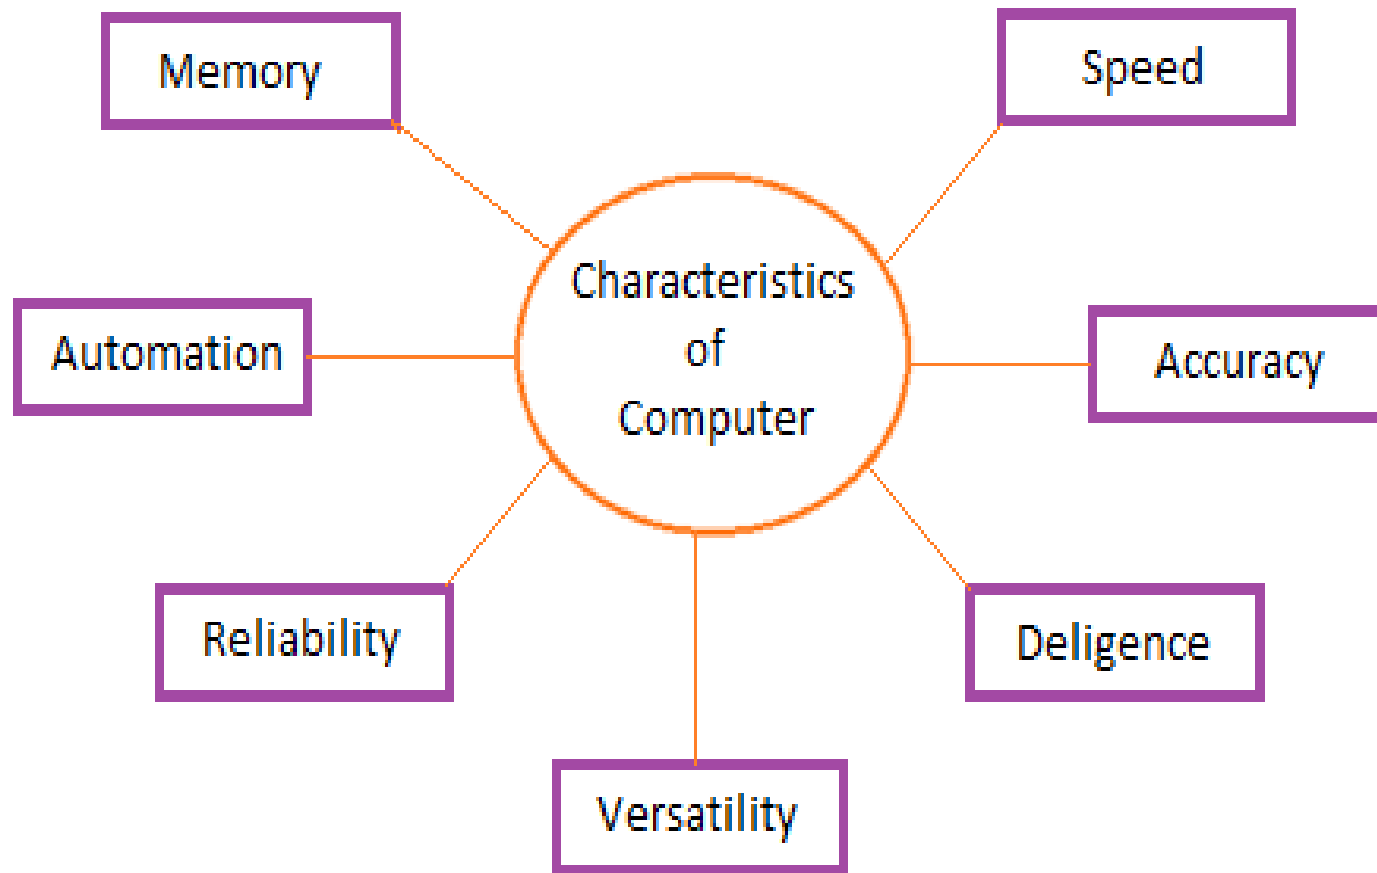 Memory
Speed
Characteristics
of
Computer
Automation
Accuracy
Reliability
Deligence
Versatility